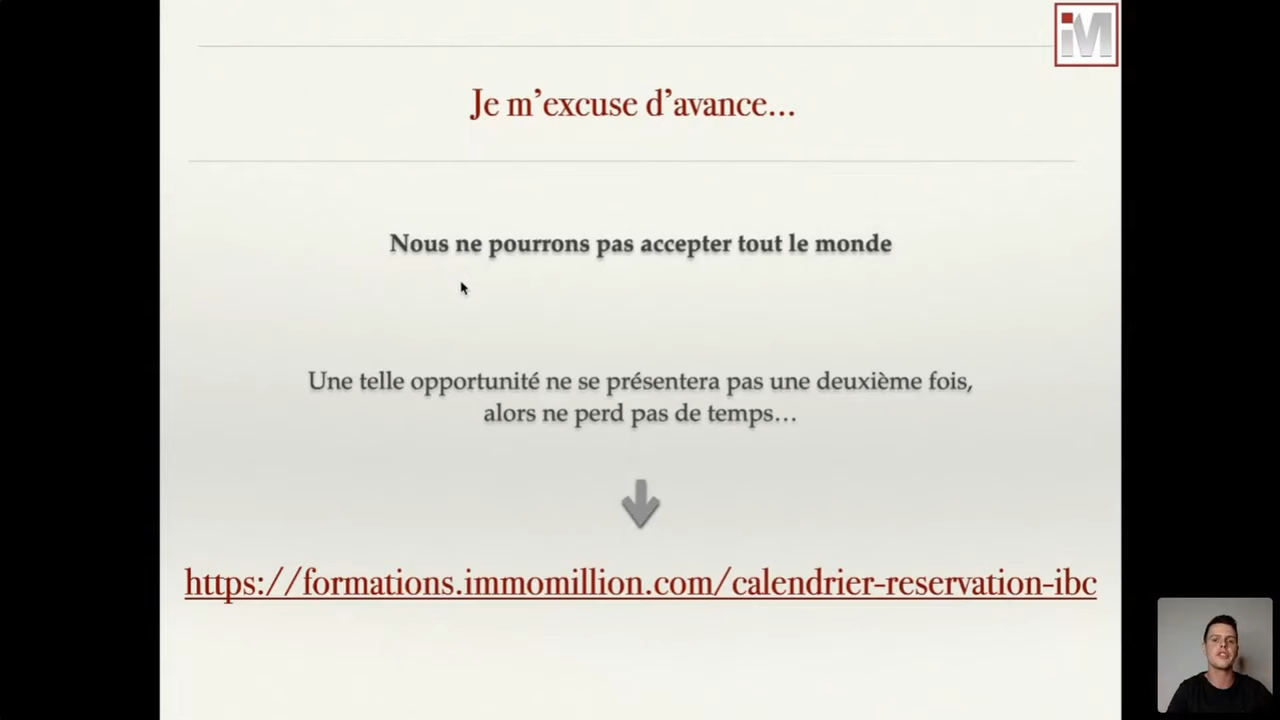 iM
Je m’excuse d’avance…
Nous ne pourrons pas accepter tout le monde
Une telle opportunité ne se présentera pas une deuxième fois,
alors ne perd pas de temps…
https://formations.immomillion.com/calendrier-reservation-ibc